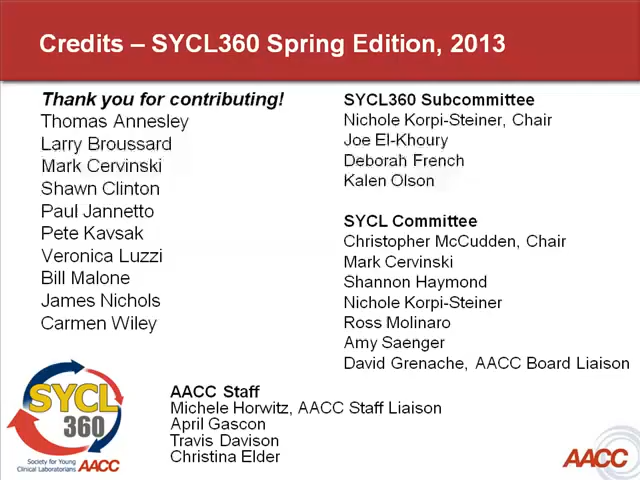 Credits – SYCL360 Spring Edition, 2013
Thank you for contributing!
Thomas Annesley
Larry Broussard
Mark Cervinski
Shawn Clinton
Paul Jannetto
Pete Kavsak
Veronica Luzzi
Bill Malone
James Nichols
Carmen Wiley
SYCL360 Subcommittee
Nichole Korpi-Steiner, Chair
Joe El-Khoury
Deborah French
Kalen Olson
SYCL Committee
Christopher McCudden, Chair
Mark Cervinski
Shannon Haymond
Nichole Korpi-Steiner
Ross Molinaro
Amy Saenger
David Grenache, AACC Board Liaison
SYCL
360
Society for Young
Clinical Laboratorians AACC
AACC Staff
Michele Horwitz, AACC Staff Liaison
April Gascon
Travis Davison
Christina Elder
AACC